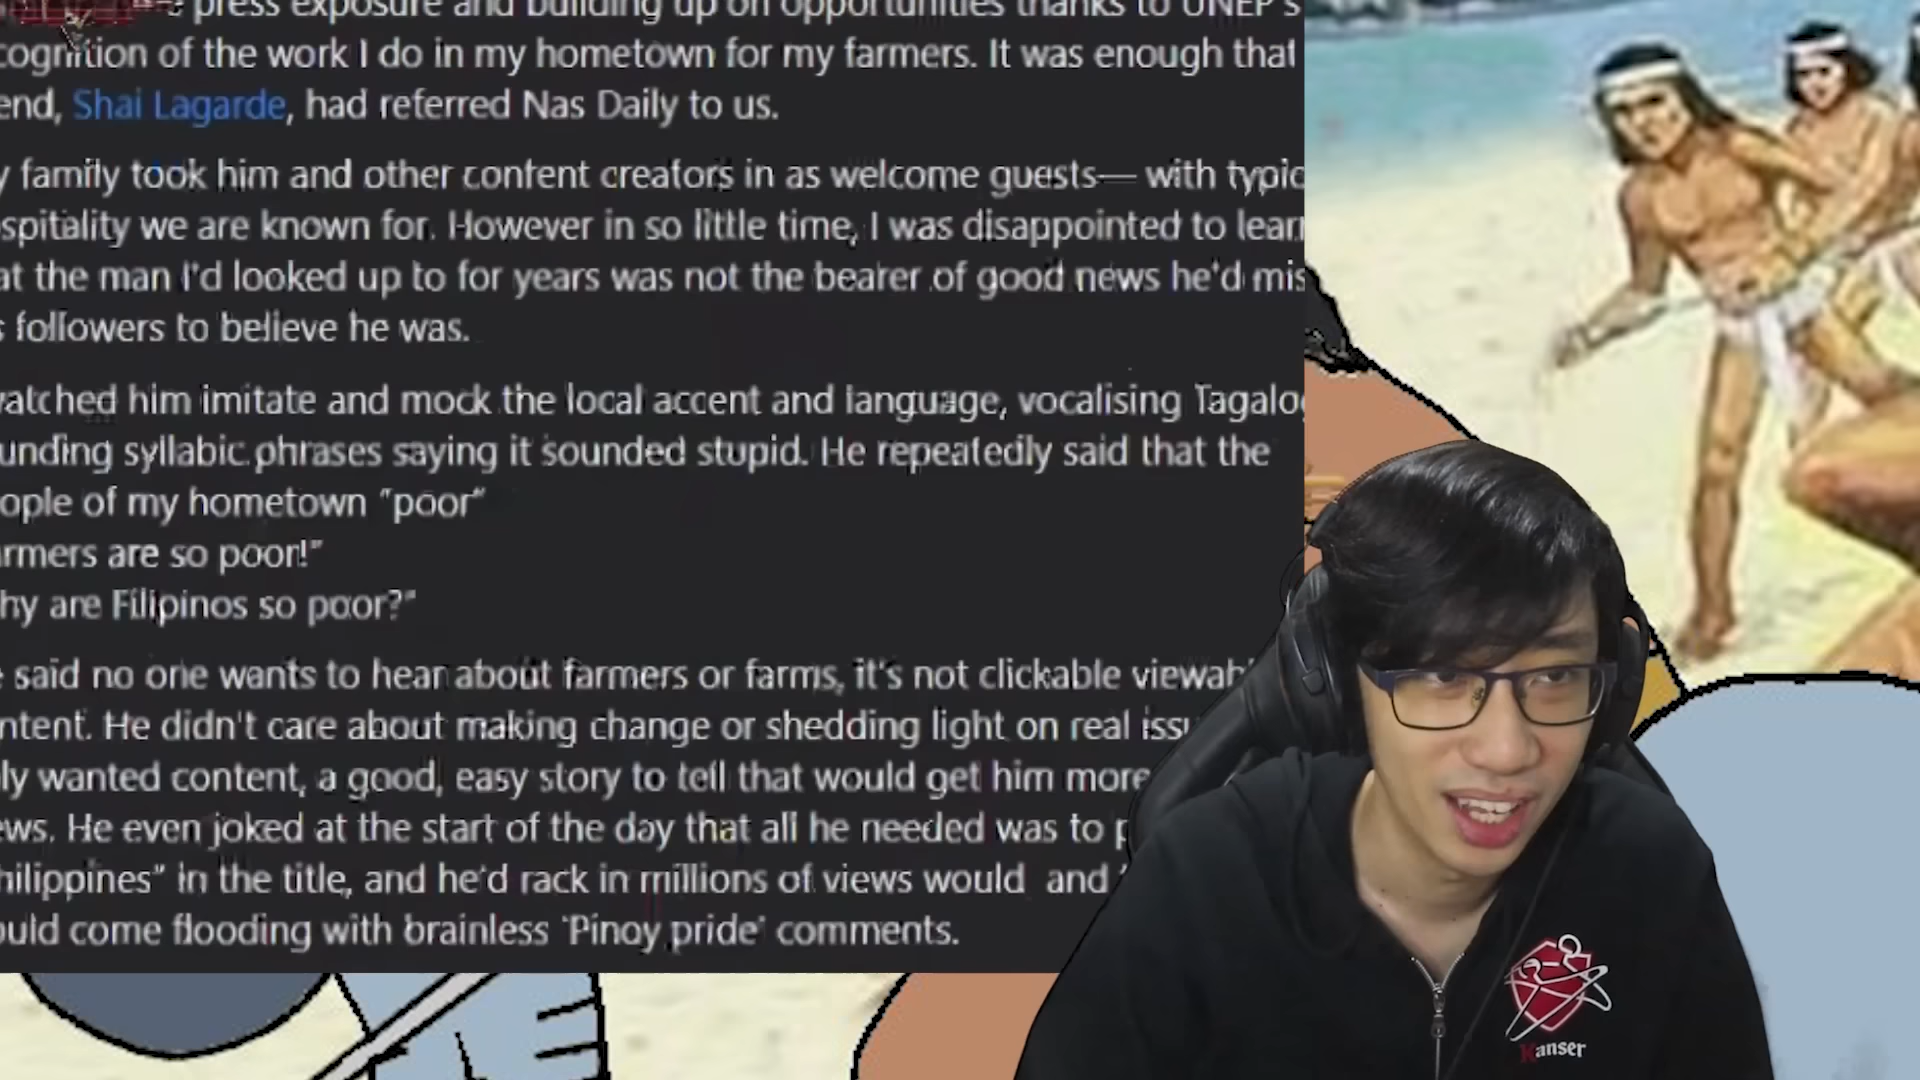 press exposure and building up on opportunities thanks to UNEP's
cognition of the work I do in my hometown for my farmers. It was enough that
end, Shai Lagarde, had referred Nas Daily to us.
y family took him and other content creators in as welcome guests— with typic
spitality we are known for. However in so little time, I was disappointed to learn
at the man I'd looked up to for years was not the bearer of good news he'd mis
s followers to believe he was.
atched him imitate and mock the local accent and language, vocalising Tagalog
unding syllabic phrases saying it sounded stupid. He repeatedly said that the
ople of my hometown "poor"
rmers are so poor!"
hy are Filipinos so poor?"
e said no one wants to hear about farmers or farms, it's not clickable viewab
ntent. He didn't care about making change or shedding light on real issu
ly wanted content, a good, easy story to tell that would get him more
ews. He even joked at the start of the day that all he needed was to p
hilippines" in the title, and he'd rack in millions of views would and
ould come flooding with brainless 'Pinoy pride' comments.
Kanser